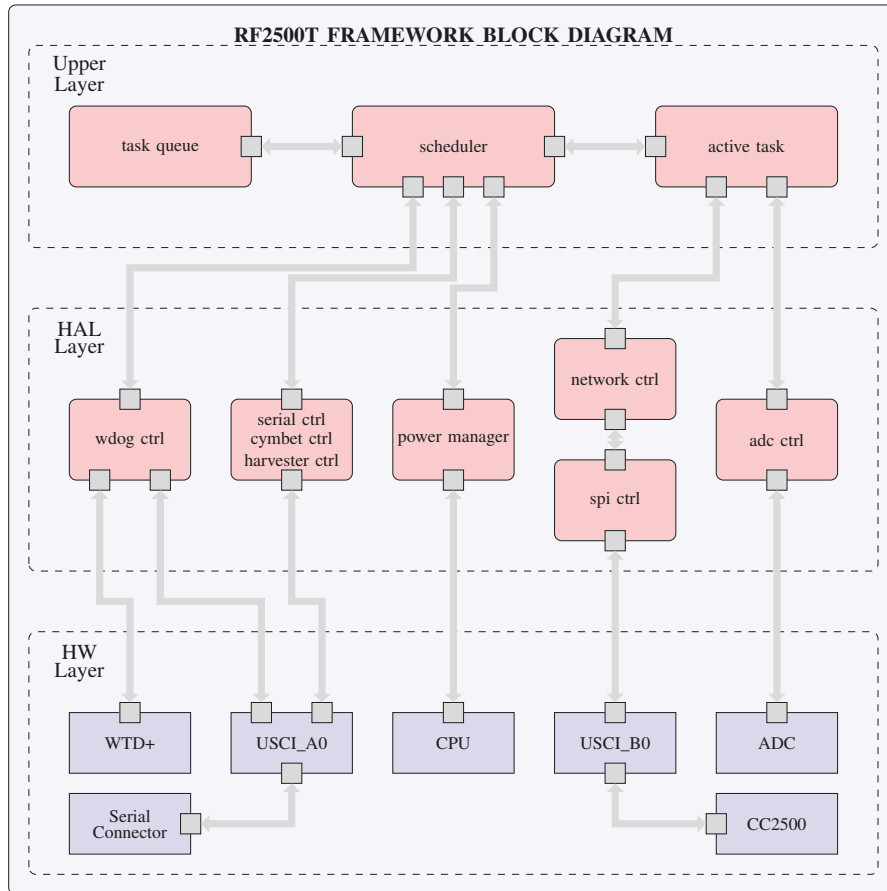 RF2500T FRAMEWORK BLOCK DIAGRAM
Upper
Layer
task queue
scheduler
active task
HAL
Layer
network ctrl
wdog ctrl
serial ctrl
cymbet ctrl
harvester ctrl
power manager
adc ctrl
spi ctrl
HW
Layer
WTD+
USCI_A0
CPU
USCI_B0
ADC
Serial
Connector
CC2500